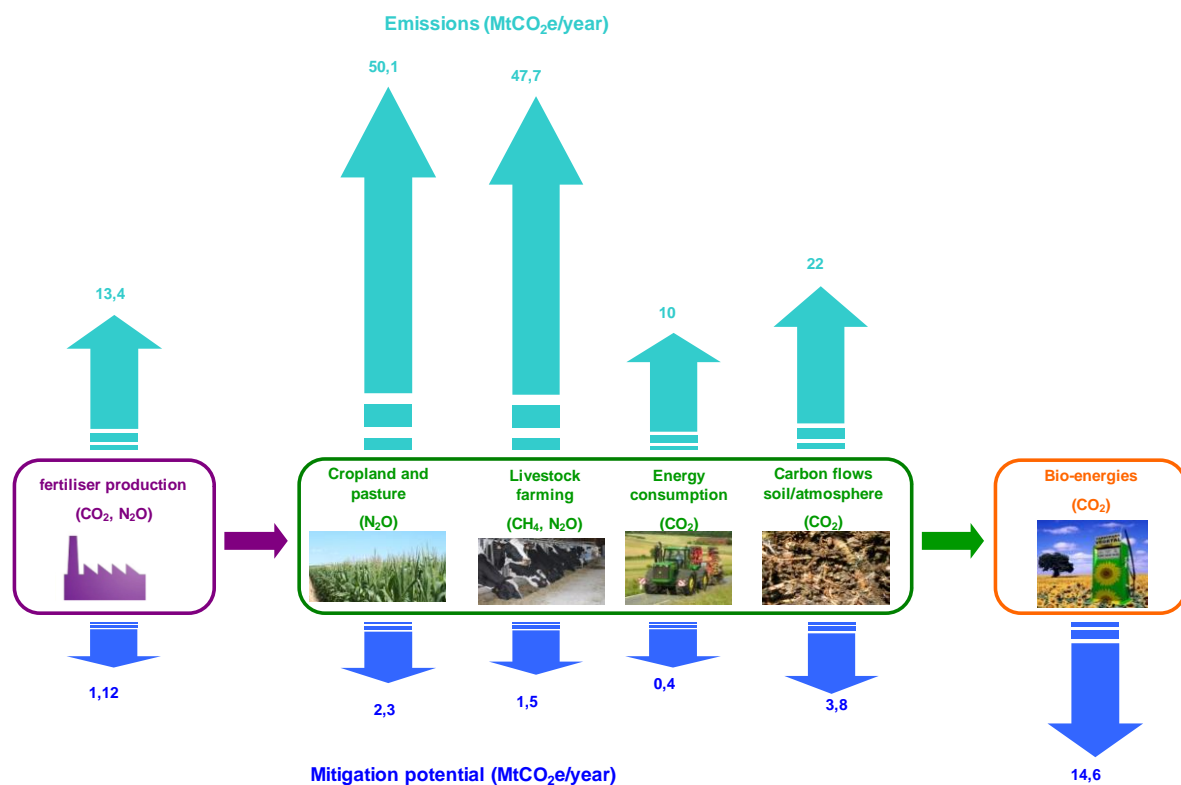 Emissions (MtCO₂e/year)
50,1
47,7
22
10
13,4
fertiliser production
(CO₂, N₂O)
Cropland and
pasture
(N₂O)
Livestock
farming
(CH₄, N₂O)
Energy
consumption
(CO₂)
Carbon flows
soil/atmosphere
(CO₂)
Bio-energies
(CO₂)
1,12
2,3
1,5
0,4
3,8
14,6
Mitigation potential (MtCO₂e/year)